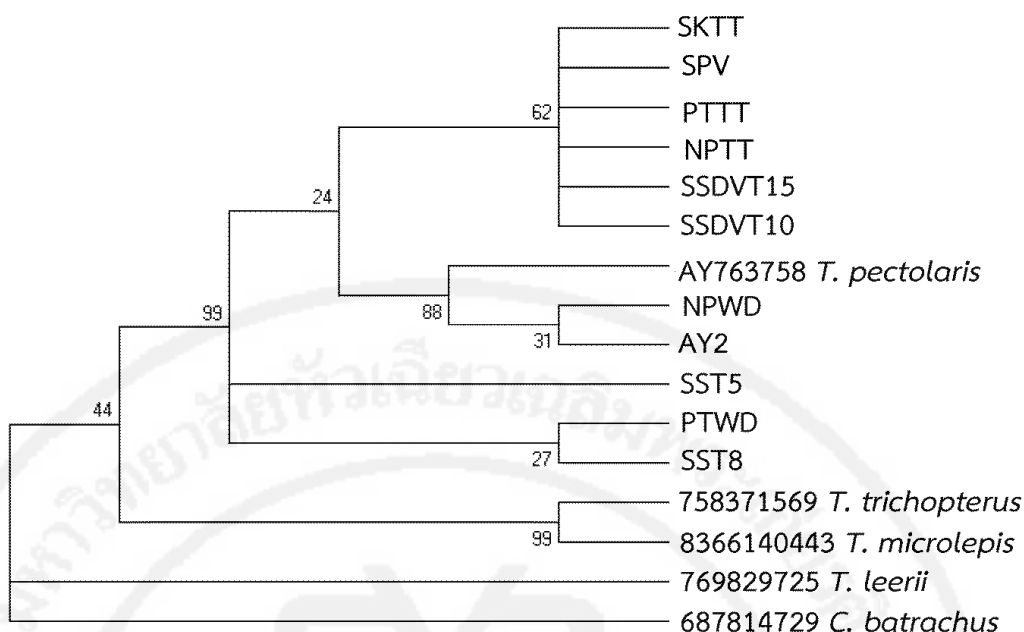 SKTT
SPV
62
PTTT
NPTT
SSDVT15
24
SSDVT10
AY763758 T. pectolaris
88
NPWD
99
31
AY2
SST5
44
PTWD
27
SST8
758371569 T. trichopterus
99
8366140443 T. microlepis
769829725 T. leerii
687814729 C. batrachus